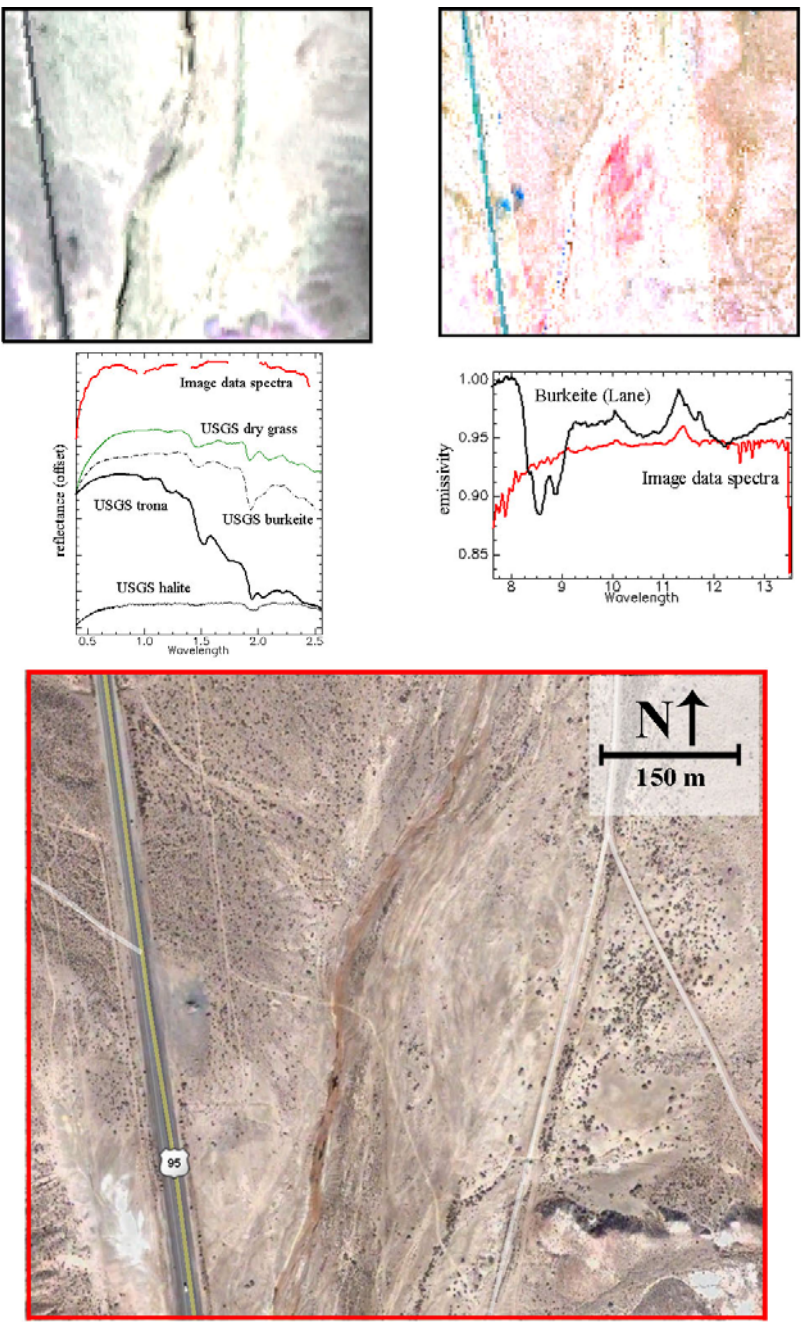 Image data spectra
USGS dry grass
USGS trona
USGS burkeite
USGS halite
reflectance (offset)
0.5 1.0 1.5 2.0 2.5
Wavelength
Burkeite (Lane)
Image data spectra
emissivity
1.00
0.95
0.90
0.85
8 9 10 11 12 13
Wavelength
N
150 m
95